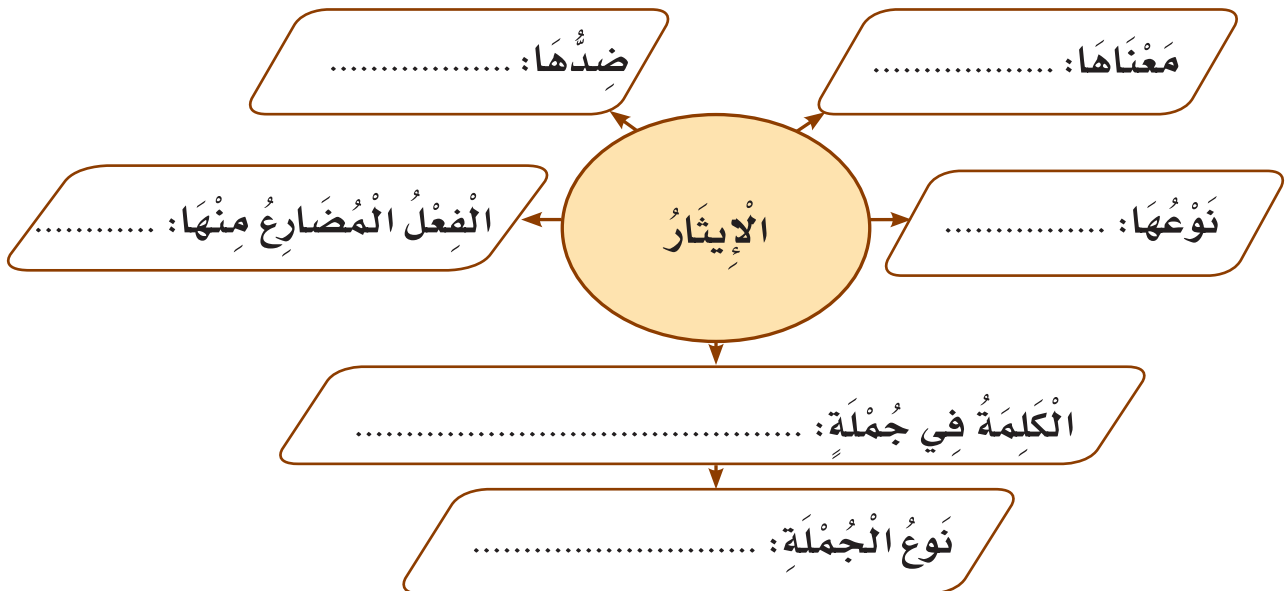 مَعْنَاهَا: ..................
ضِدُّهَا: ..................
نَوْعُهَا: ................
الْإِيثَارُ
الْفِعْلُ الْمُضَارِعُ مِنْهَا: ............
الْكَلِمَةُ فِي جُمْلَةٍ: .............................................
نَوعُ الْجُمْلَةِ: .............................